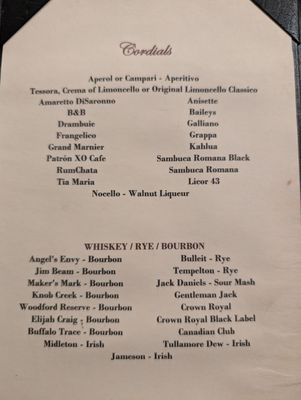 Cordials
Aperol or Campari - Aperitivo
Tessora, Crema of Limoncello or Original Limoncello Classico
Amaretto DiSaronno Anisette
B&B Baileys
Drambuie Galliano
Frangelico Grappa
Grand Marnier Kahlua
Patrón XO Cafe Sambuca Romana Black
RumChata Sambuca Romana
Tia Maria Licor 43
Nocello - Walnut Liqueur
WHISKEY / RYE / BOURBON
Angel's Envy - Bourbon Bulleit - Rye
Jim Beam - Bourbon Tempelton - Rye
Maker's Mark - Bourbon Jack Daniels - Sour Mash
Knob Creek - Bourbon Gentleman Jack
Woodford Reserve - Bourbon Crown Royal
Elijah Craig - Bourbon Crown Royal Black Label
Buffalo Trace - Bourbon Canadian Club
Midleton - Irish Tullamore Dew - Irish
Jameson - Irish